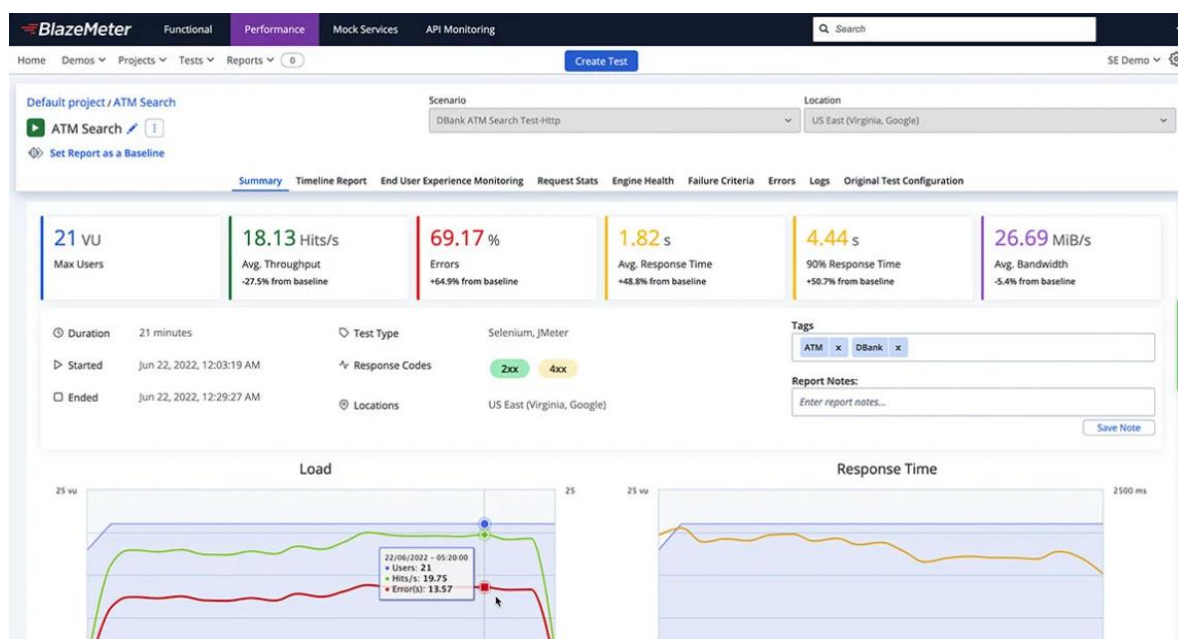 BlazeMeter Functional Performance Mock Services API Monitoring Search
Home Demos Projects Tests Reports 0 Create Test SE Demo
Default project / ATM Search
ATM Search
Set Report as a Baseline
Scenario
DBank ATM Search Test-Http
Location
US East (Virginia, Google)
Summary Timeline Report End User Experience Monitoring Request Stats Engine Health Failure Criteria Errors Logs Original Test Configuration
21 VU
Max Users
18.13 Hits/s
Avg. Throughput
-27.5% from baseline
69.17 %
Errors
+64.9% from baseline
1.82 s
Avg. Response Time
+48.8% from baseline
4.44 s
90% Response Time
+50.7% from baseline
26.69 MiB/s
Avg. Bandwidth
-5.4% from baseline
Duration 21 minutes
Started Jun 22, 2022, 12:03:19 AM
Ended Jun 22, 2022, 12:29:27 AM
Test Type Selenium, JMeter
Response Codes 2xx 4xx
Locations US East (Virginia, Google)
Tags
ATM x DBank x
Report Notes:
Enter report notes...
Save Note
Load
25 vu 25
22/06/2022 - 05:20:00
Users: 21
Hits/s: 19.75
Error(s): 13.57
Response Time
25 vu 2500 ms